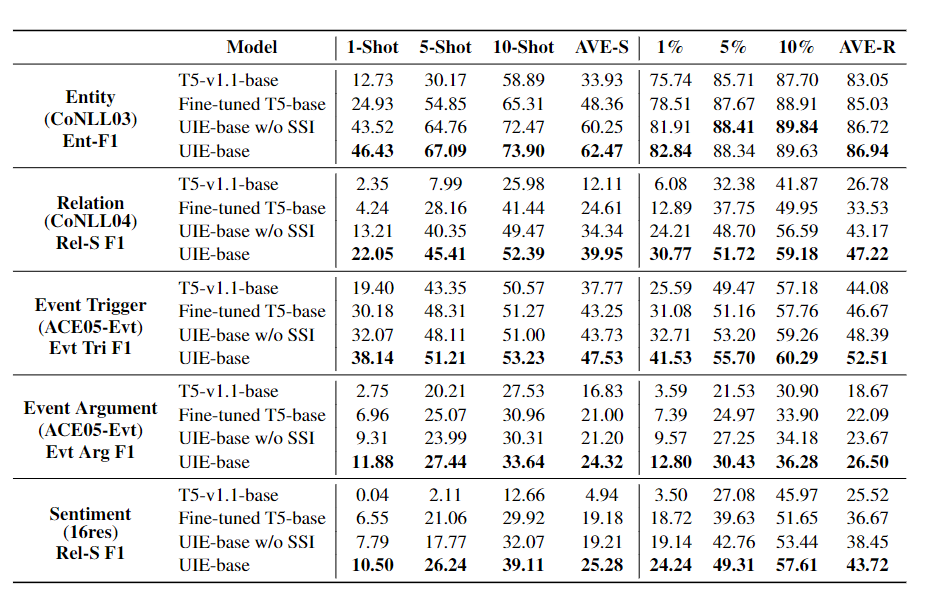 Model 1-Shot 5-Shot 10-Shot AVE-S 1% 5% 10% AVE-R
Entity
(CoNLL03)
Ent-F1
T5-v1.1-base 12.73 30.17 58.89 33.93 75.74 85.71 87.70 83.05
Fine-tuned T5-base 24.93 54.85 65.31 48.36 78.51 87.67 88.91 85.03
UIE-base w/o SSI 43.52 64.76 72.47 60.25 81.91 88.41 89.84 86.72
UIE-base 46.43 67.09 73.90 62.47 82.84 88.34 89.63 86.94
Relation
(CoNLL04)
Rel-S F1
T5-v1.1-base 2.35 7.99 25.98 12.11 6.08 32.38 41.87 26.78
Fine-tuned T5-base 4.24 28.16 41.44 24.61 12.89 37.75 49.95 33.53
UIE-base w/o SSI 13.21 40.35 49.47 34.34 24.21 48.70 56.59 43.17
UIE-base 22.05 45.41 52.39 39.95 30.77 51.72 59.18 47.22
Event Trigger
(ACE05-Evt)
Evt Tri F1
T5-v1.1-base 19.40 43.35 50.57 37.77 25.59 49.47 57.18 44.08
Fine-tuned T5-base 30.18 48.31 51.27 43.25 31.08 51.16 57.76 46.67
UIE-base w/o SSI 32.07 48.11 51.00 43.73 32.71 53.20 59.26 48.39
UIE-base 38.14 51.21 53.23 47.53 41.53 55.70 60.29 52.51
Event Argument
(ACE05-Evt)
Evt Arg F1
T5-v1.1-base 2.75 20.21 27.53 16.83 3.59 21.53 30.90 18.67
Fine-tuned T5-base 6.96 25.07 30.96 21.00 7.39 24.97 33.90 22.09
UIE-base w/o SSI 9.31 23.99 30.31 21.20 9.57 27.25 34.18 23.67
UIE-base 11.88 27.44 33.64 24.32 12.80 30.43 36.28 26.50
Sentiment
(16res)
Rel-S F1
T5-v1.1-base 0.04 2.11 12.66 4.94 3.50 27.08 45.97 25.52
Fine-tuned T5-base 6.55 21.06 29.92 19.18 18.72 39.63 51.65 36.67
UIE-base w/o SSI 7.79 17.77 32.07 19.21 19.14 42.76 53.44 38.45
UIE-base 10.50 26.24 39.11 25.28 24.24 49.31 57.61 43.72